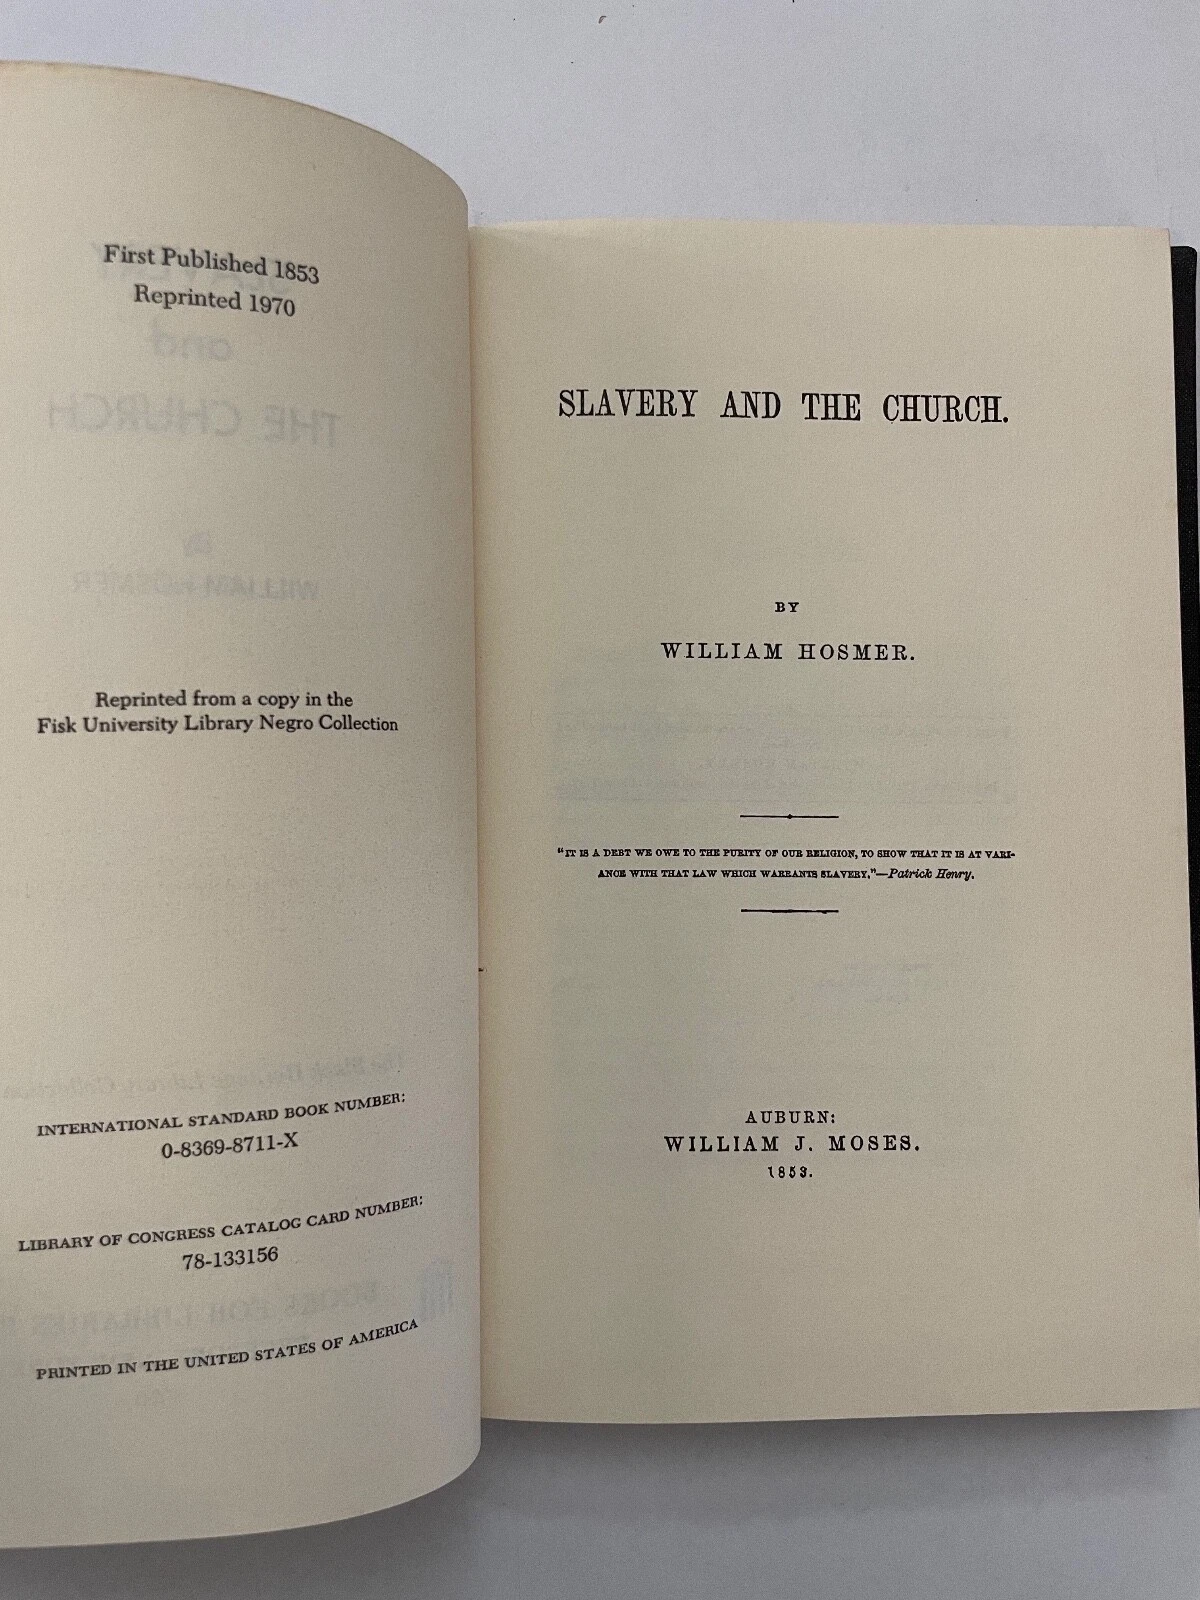 First Published 1853
Reprinted 1970
Reprinted from a copy in the
Fisk University Library Negro Collection
INTERNATIONAL STANDARD BOOK NUMBER:
0-8369-8711-X
LIBRARY OF CONGRESS CATALOG CARD NUMBER:
78-133156
PRINTED IN THE UNITED STATES OF AMERICA
SLAVERY AND THE CHURCH.
BY
WILLIAM HOSMER.
"IT IS A DEBT WE OWE TO THE PURITY OF OUR RELIGION, TO SHOW THAT IT IS AT VARI-
ANCE WITH THAT LAW WHICH WARRANTS SLAVERY."—Patrick Henry.
AUBURN:
WILLIAM J. MOSES.
1853.